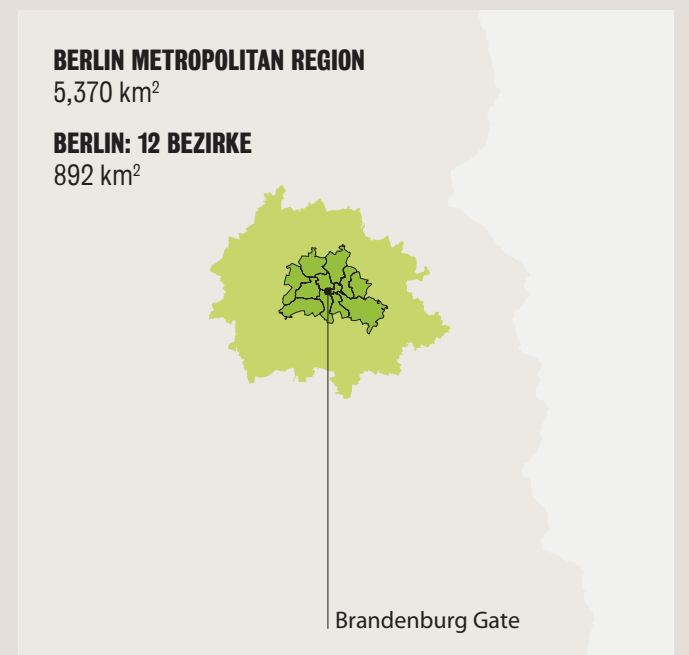 BERLIN METROPOLITAN REGION
5,370 km²
BERLIN: 12 BEZIRKE
892 km²
Brandenburg Gate